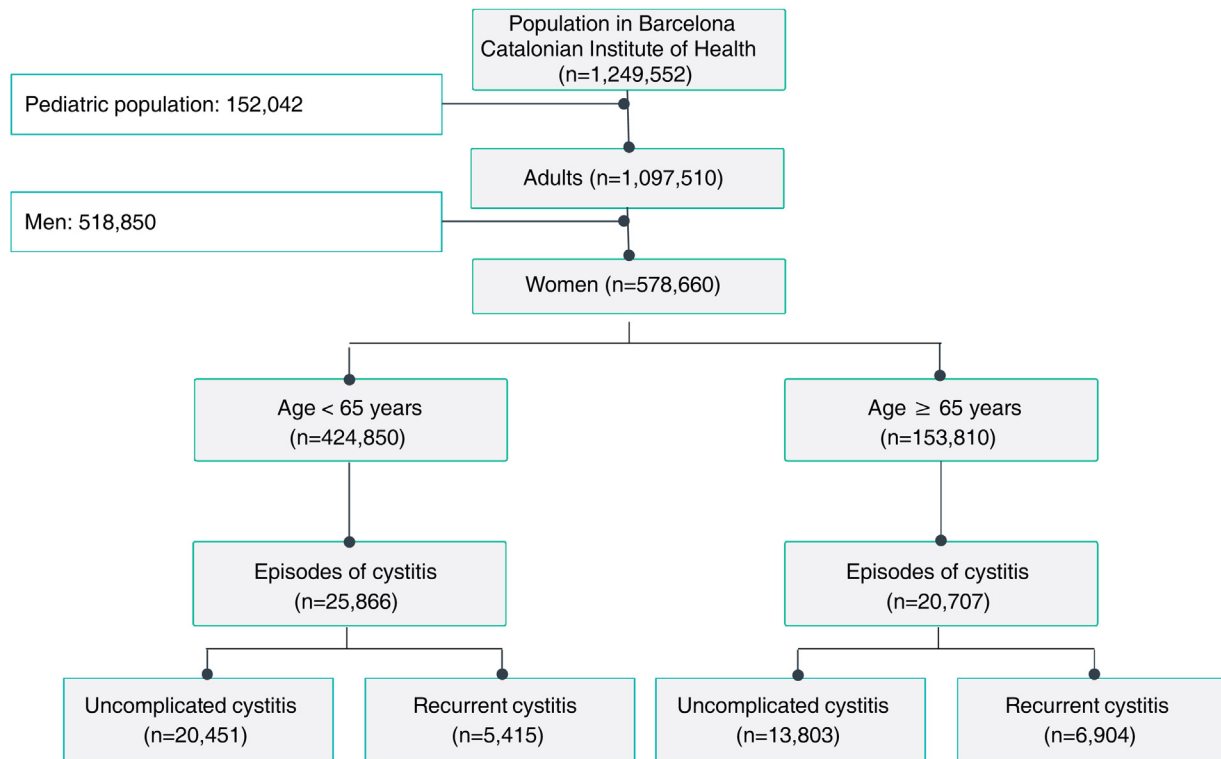 Population in Barcelona
Catalonian Institute of Health
(n=1,249,552)
Pediatric population: 152,042
Adults (n=1,097,510)
Men: 518,850
Women (n=578,660)
Age < 65 years
(n=424,850)
Age ≥ 65 years
(n=153,810)
Episodes of cystitis
(n=25,866)
Episodes of cystitis
(n=20,707)
Uncomplicated cystitis
(n=20,451)
Recurrent cystitis
(n=5,415)
Uncomplicated cystitis
(n=13,803)
Recurrent cystitis
(n=6,904)